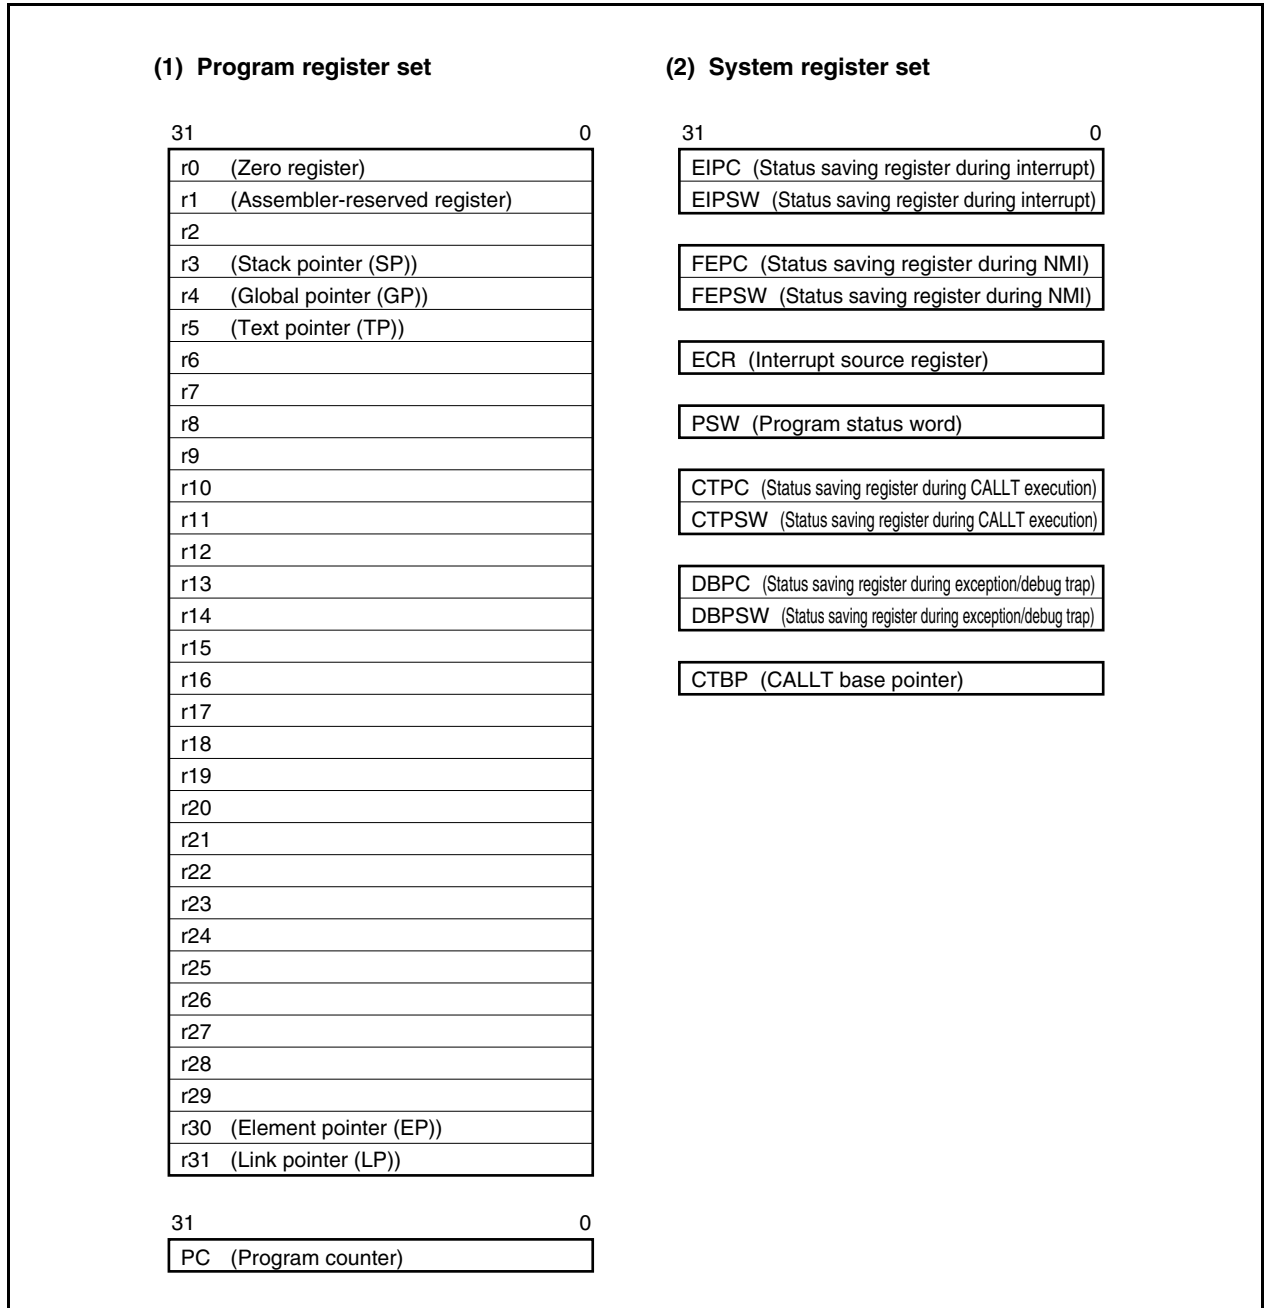 (1) Program register set
31 0
r0 (Zero register)
r1 (Assembler-reserved register)
r2
r3 (Stack pointer (SP))
r4 (Global pointer (GP))
r5 (Text pointer (TP))
r6
r7
r8
r9
r10
r11
r12
r13
r14
r15
r16
r17
r18
r19
r20
r21
r22
r23
r24
r25
r26
r27
r28
r29
r30 (Element pointer (EP))
r31 (Link pointer (LP))
31 0
PC (Program counter)
(2) System register set
31 0
EIPC (Status saving register during interrupt)
EIPSW (Status saving register during interrupt)
FEPC (Status saving register during NMI)
FEPSW (Status saving register during NMI)
ECR (Interrupt source register)
PSW (Program status word)
CTPC (Status saving register during CALLT execution)
CTPSW (Status saving register during CALLT execution)
DBPC (Status saving register during exception/debug trap)
DBPSW (Status saving register during exception/debug trap)
CTBP (CALLT base pointer)